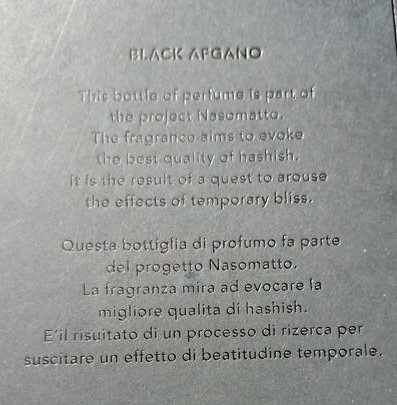 BLACK AFGANO
This bottle of perfume is part of
the project Nasomatto.
The fragrance aims to evoke
the best quality of hashish.
It is the result of a quest to arouse
the effects of temporary bliss.
Questa bottiglia di profumo fa parte
del progetto Nasomatto.
La fragranza mira ad evocare la
migliore qualita di hashish.
E'il risuitato di un processo di rizerca per
suscitare un effetto di beatitudine temporale.